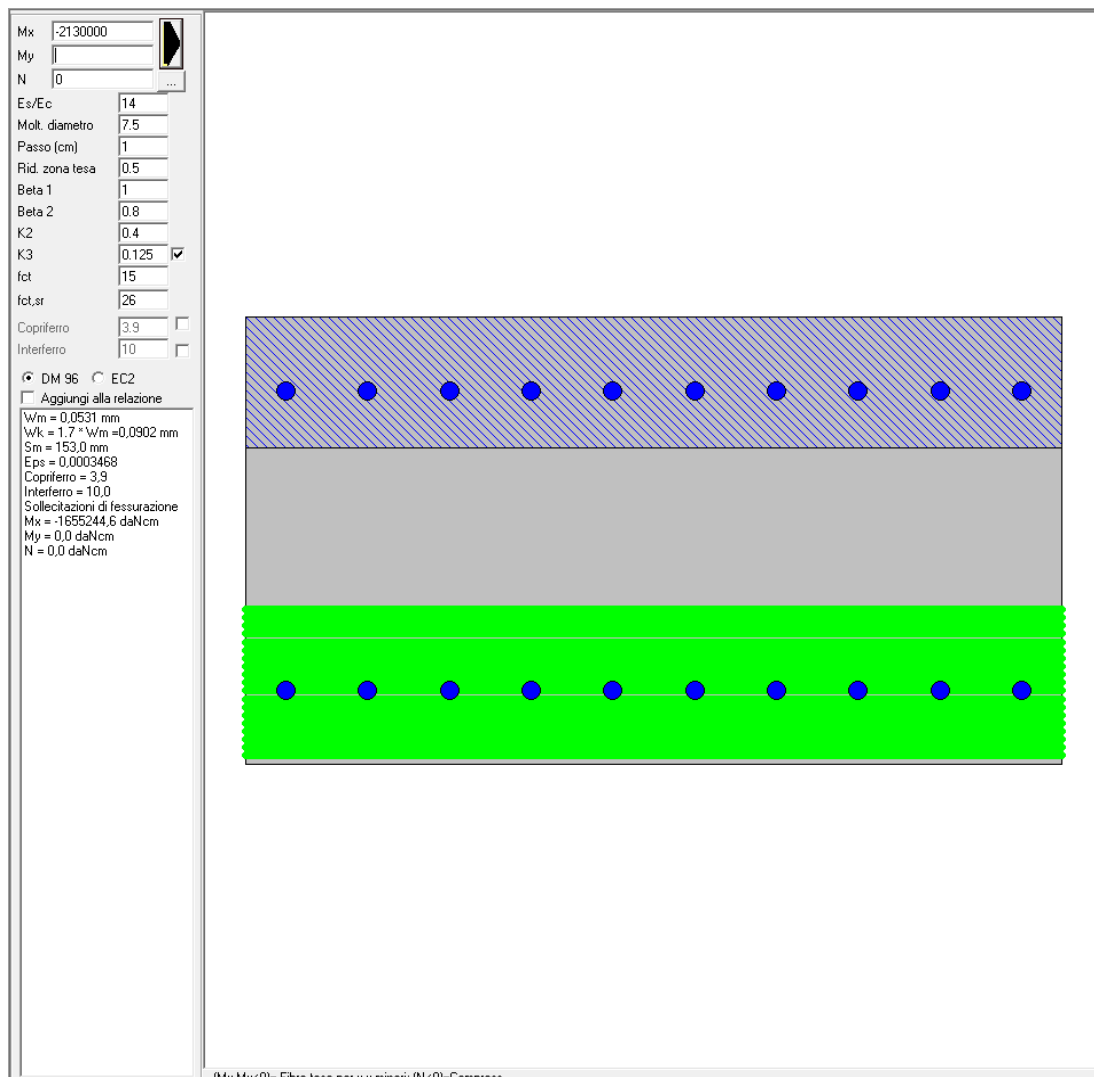 Mx -2130000
My
N 0
...
Es/Ec 14
Molt. diametro 7.5
Passo (cm) 1
Rid. zona tesa 0.5
Beta 1 1
Beta 2 0.8
K2 0.4
K3 0.125
fct 15
fct,sr 26
Copriferro 3.9
Interferro 10
DM 96 EC2
Aggiungi alla relazione
Wm = 0,0531 mm
Wk = 1.7 * Wm =0,0902 mm
Sm = 153,0 mm
Eps = 0,0003468
Copriferro = 3,9
Interferro = 10,0
Sollecitazioni di fessurazione
Mx = -1655244,6 daNcm
My = 0,0 daNcm
N = 0,0 daNcm